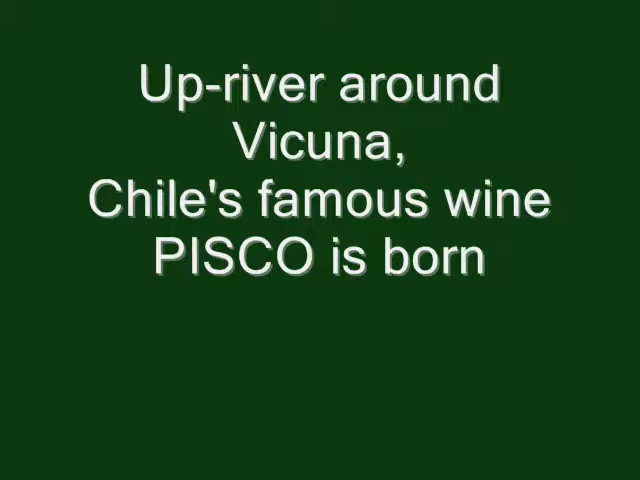 Up-river around
Vicuna,
Chile's famous wine
PISCO is born